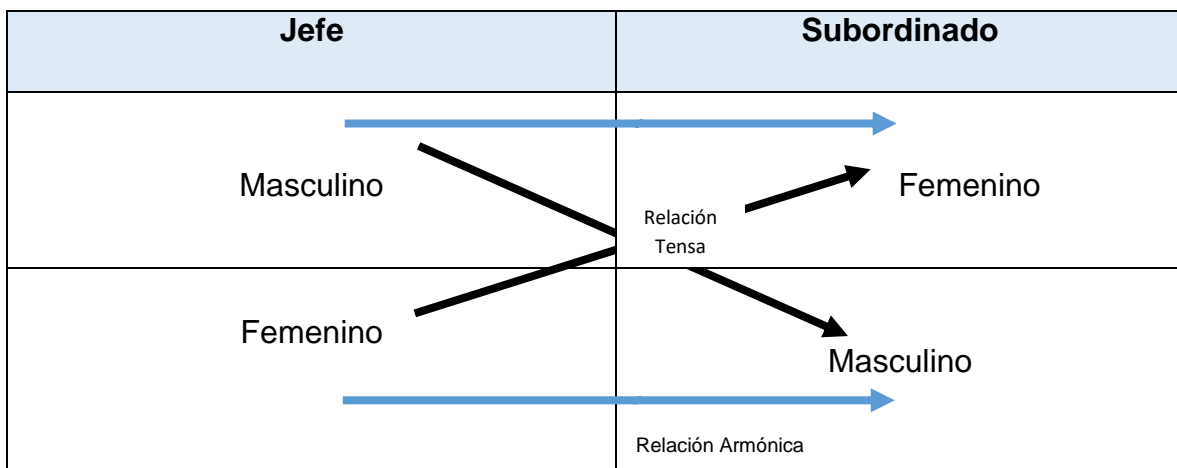 Jefe
Subordinado
Masculino
Femenino
Relación
Tensa
Femenino
Masculino
Relación Armónica